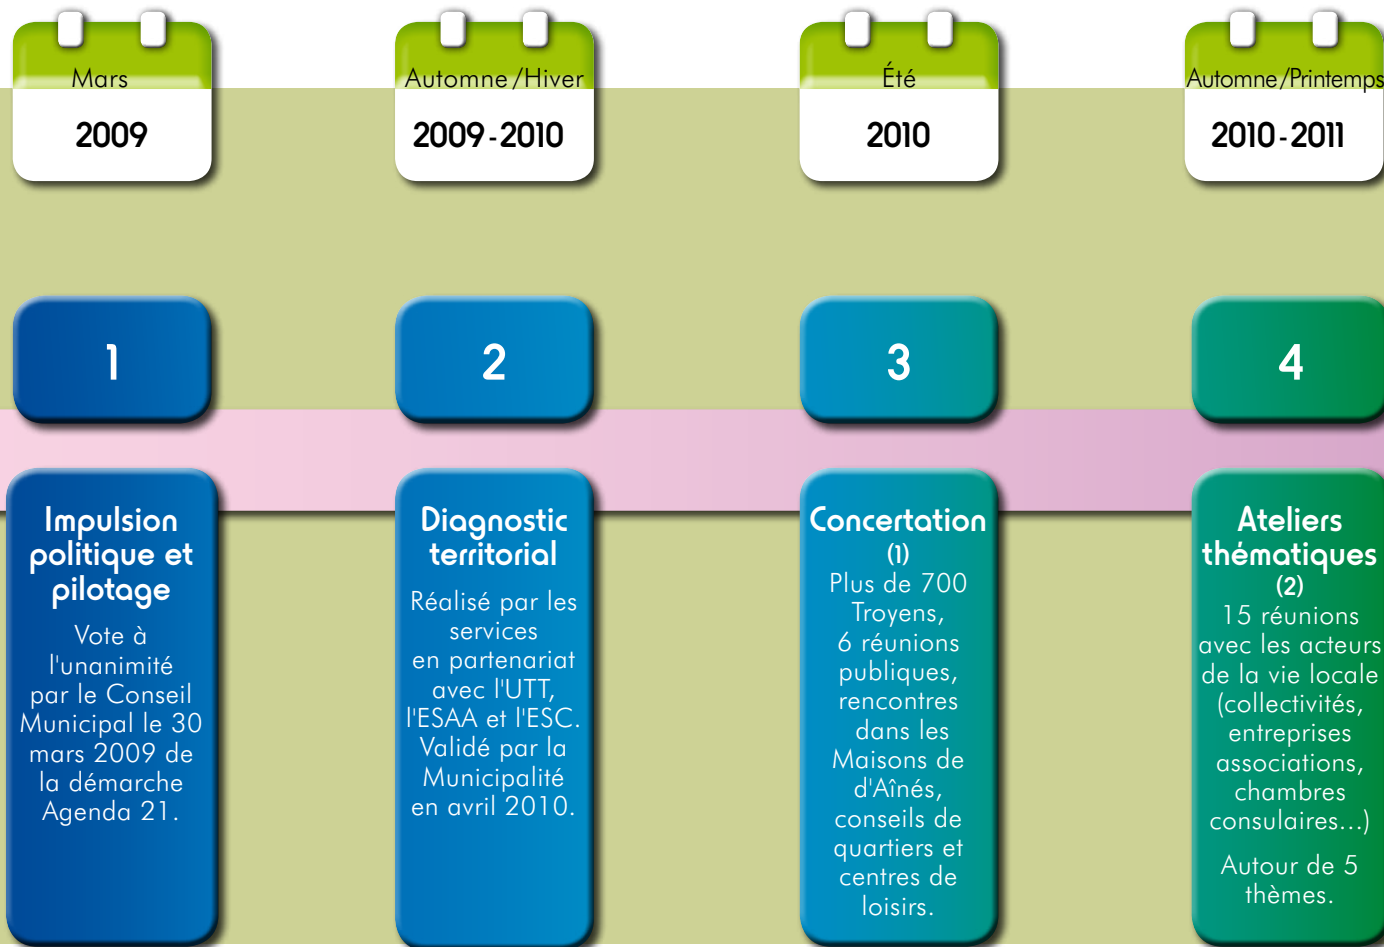 Mars
2009
Automne/Hiver
2009-2010
Été
2010
Automne/Printemps
2010-2011
1
2
3
4
Impulsion
politique et
pilotage
Vote à
l'unanimité
par le Conseil
Municipal le 30
mars 2009 de
la démarche
Agenda 21.
Diagnostic
territorial
Réalisé par les
services
en partenariat
avec l'UTT,
l'ESAA et l'ESC.
Validé par la
Municipalité
en avril 2010.
Concertation
(1)
Plus de 700
Troyens,
6 réunions
publiques,
rencontres
dans les
Maisons de
d'Aînés,
conseils de
quartiers et
centres de
loisirs.
Ateliers
thématiques
(2)
15 réunions
avec les acteurs
de la vie locale
(collectivités,
entreprises
associations,
chambres
consulaires...)
Autour de 5
thèmes.